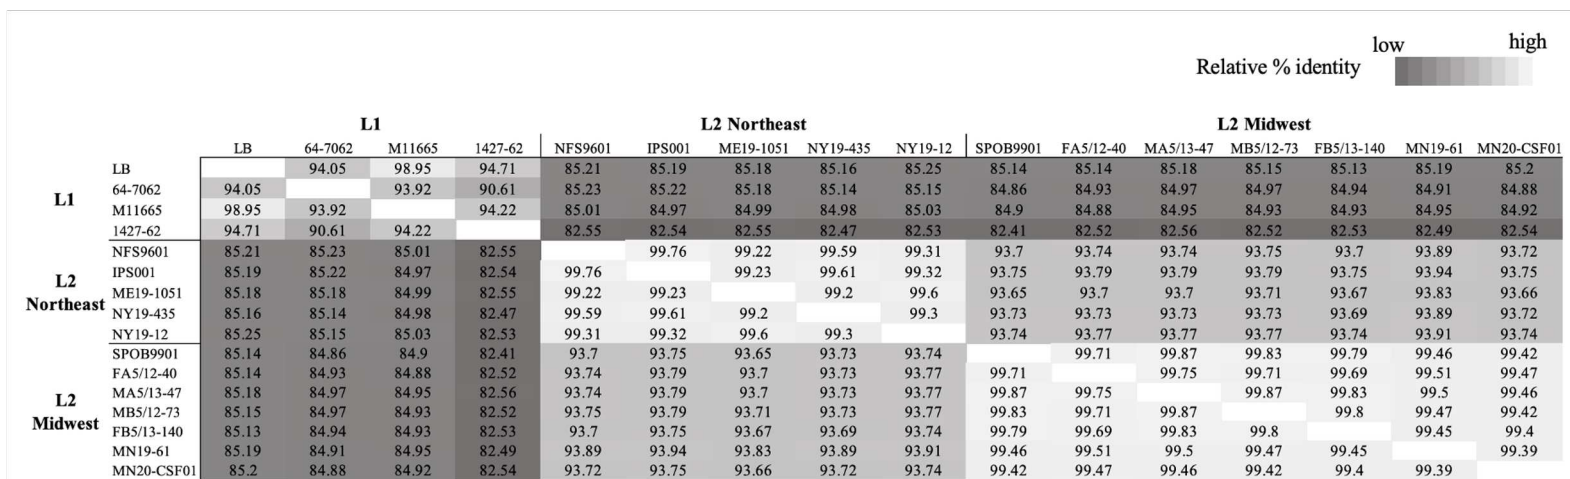 low high
Relative % identity
L1 L2 Northeast L2 Midwest
LB 64-7062 M11665 1427-62 NFS9601 IPS001 ME19-1051 NY19-435 NY19-12 SPOB9901 FA5/12-40 MA5/13-47 MB5/12-73 FB5/13-140 MN19-61 MN20-CSF01
L1
LB 94.05 98.95 94.71 85.21 85.19 85.18 85.16 85.25 85.14 85.14 85.18 85.15 85.13 85.19 85.2
64-7062 94.05 93.92 90.61 85.23 85.22 85.18 85.14 85.15 84.86 84.93 84.97 84.97 84.94 84.91 84.88
M11665 98.95 93.92 94.22 85.01 84.97 84.99 84.98 85.03 84.9 84.88 84.95 84.93 84.93 84.95 84.92
1427-62 94.71 90.61 94.22 82.55 82.54 82.55 82.47 82.53 82.41 82.52 82.56 82.52 82.53 82.49 82.54
L2
Northeast
NFS9601 85.21 85.23 85.01 82.55 99.76 99.22 99.59 99.31 93.7 93.74 93.74 93.75 93.7 93.89 93.72
IPS001 85.19 85.22 84.97 82.54 99.76 99.23 99.61 99.32 93.75 93.79 93.79 93.79 93.75 93.94 93.75
ME19-1051 85.18 85.18 84.99 82.55 99.22 99.23 99.2 99.6 93.65 93.7 93.7 93.71 93.67 93.83 93.66
NY19-435 85.16 85.14 84.98 82.47 99.59 99.61 99.2 99.3 93.73 93.73 93.73 93.73 93.69 93.89 93.72
NY19-12 85.25 85.15 85.03 82.53 99.31 99.32 99.6 99.3 93.74 93.77 93.77 93.77 93.74 93.91 93.74
L2
Midwest
SPOB9901 85.14 84.86 84.9 82.41 93.7 93.75 93.65 93.73 93.74 99.71 99.87 99.83 99.79 99.46 99.42
FA5/12-40 85.14 84.93 84.88 82.52 93.74 93.79 93.7 93.73 93.77 99.71 99.75 99.71 99.69 99.51 99.47
MA5/13-47 85.18 84.97 84.95 82.56 93.74 93.79 93.7 93.73 93.77 99.87 99.75 99.87 99.83 99.5 99.46
MB5/12-73 85.15 84.97 84.93 82.52 93.75 93.79 93.71 93.73 93.77 99.83 99.71 99.87 99.8 99.47 99.42
FB5/13-140 85.13 84.94 84.93 82.53 93.7 93.75 93.67 93.69 93.74 99.79 99.69 99.83 99.8 99.45 99.4
MN19-61 85.19 84.91 84.95 82.49 93.89 93.94 93.83 93.89 93.91 99.46 99.51 99.5 99.47 99.45 99.39
MN20-CSF01 85.2 84.88 84.92 82.54 93.72 93.75 93.66 93.72 93.74 99.42 99.47 99.46 99.42 99.4 99.39